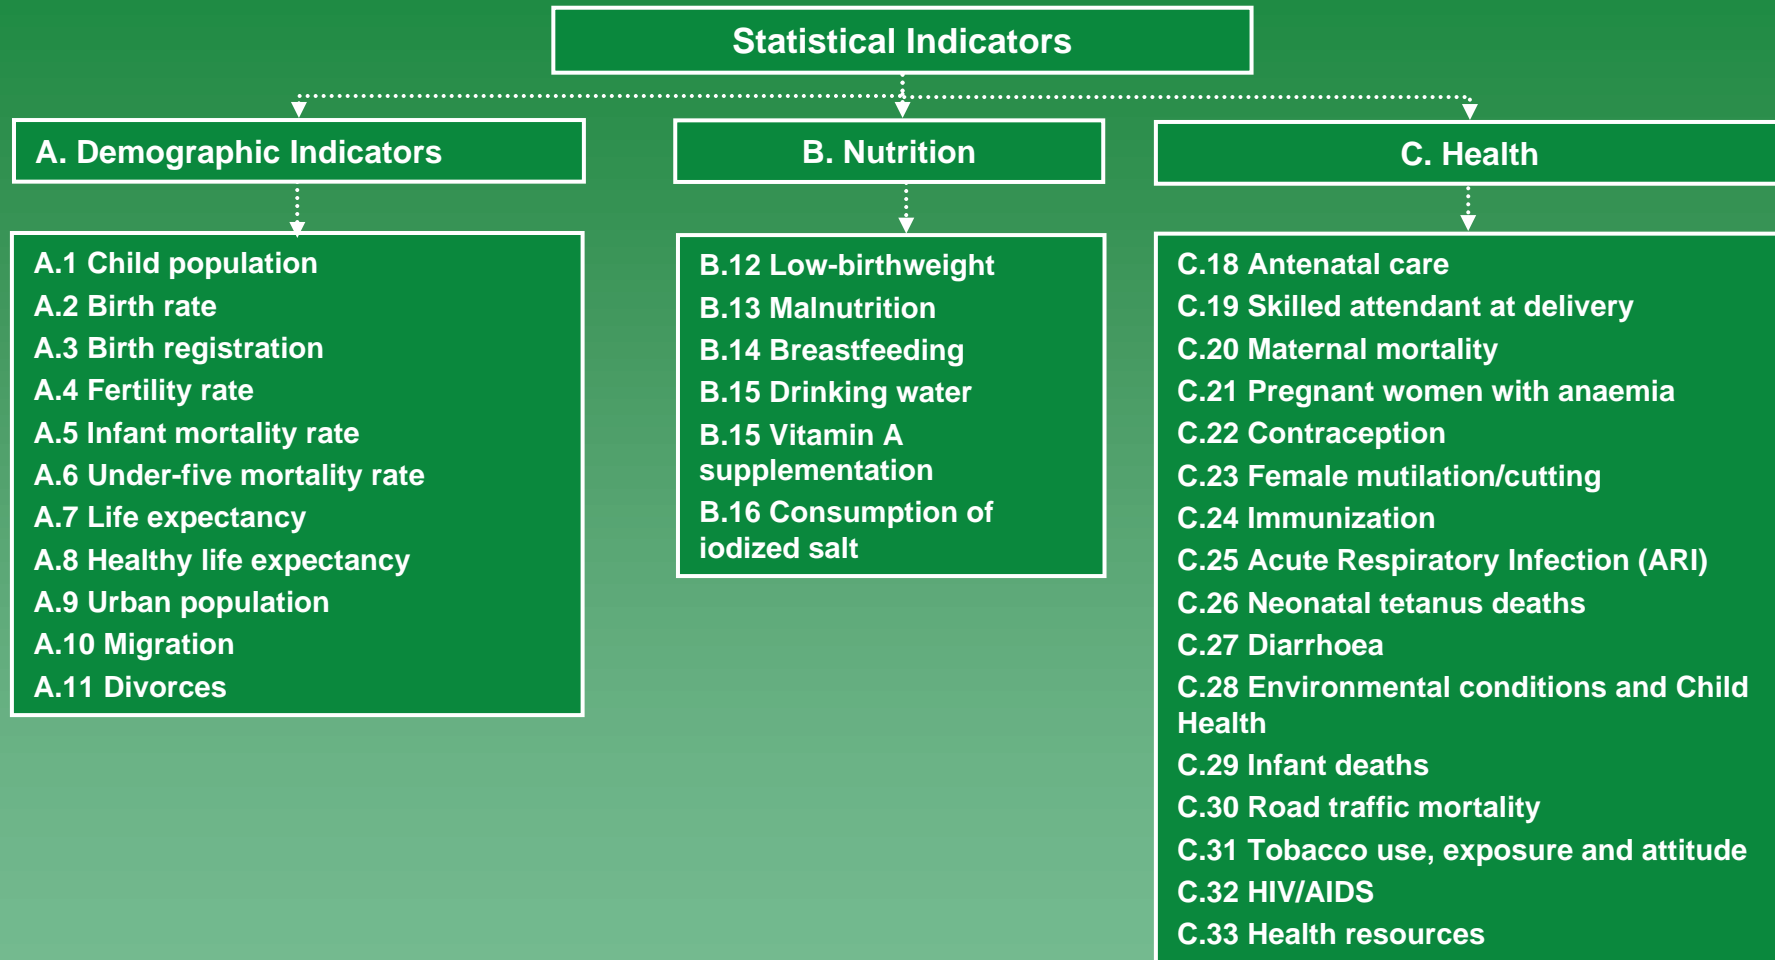 Statistical Indicators
A. Demographic Indicators
A.1 Child population
A.2 Birth rate
A.3 Birth registration
A.4 Fertility rate
A.5 Infant mortality rate
A.6 Under-five mortality rate
A.7 Life expectancy
A.8 Healthy life expectancy
A.9 Urban population
A.10 Migration
A.11 Divorces
B. Nutrition
B.12 Low-birthweight
B.13 Malnutrition
B.14 Breastfeeding
B.15 Drinking water
B.15 Vitamin A
supplementation
B.16 Consumption of
iodized salt
C. Health
C.18 Antenatal care
C.19 Skilled attendant at delivery
C.20 Maternal mortality
C.21 Pregnant women with anaemia
C.22 Contraception
C.23 Female mutilation/cutting
C.24 Immunization
C.25 Acute Respiratory Infection (ARI)
C.26 Neonatal tetanus deaths
C.27 Diarrhoea
C.28 Environmental conditions and Child
Health
C.29 Infant deaths
C.30 Road traffic mortality
C.31 Tobacco use, exposure and attitude
C.32 HIV/AIDS
C.33 Health resources